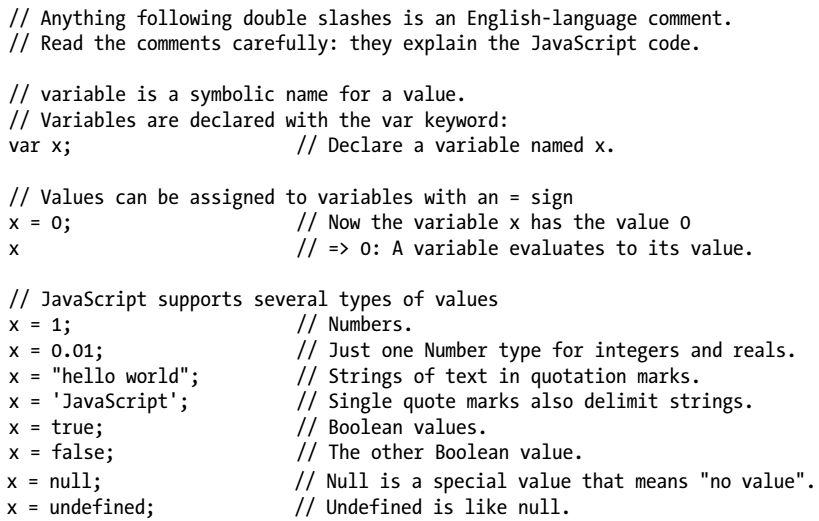 // Anything following double slashes is an English-language comment.
// Read the comments carefully: they explain the JavaScript code.
// variable is a symbolic name for a value.
// Variables are declared with the var keyword:
var x; // Declare a variable named x.
// Values can be assigned to variables with an = sign
x = 0; // Now the variable x has the value 0
x // => 0: A variable evaluates to its value.
// JavaScript supports several types of values
x = 1; // Numbers.
x = 0.01; // Just one Number type for integers and reals.
x = "hello world"; // Strings of text in quotation marks.
x = 'JavaScript'; // Single quote marks also delimit strings.
x = true; // Boolean values.
x = false; // The other Boolean value.
x = null; // Null is a special value that means "no value".
x = undefined; // Undefined is like null.